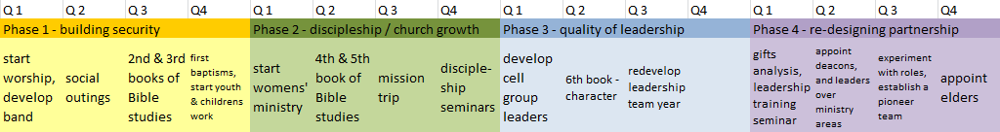 Q 1 Q 2 Q 3 Q4 Q 1 Q 2 Q 3 Q4 Q 1 Q 2 Q 3 Q4 Q 1 Q 2 Q 3 Q4
Phase 1 - building security
Phase 2 - discipleship / church growth
Phase 3 - quality of leadership
Phase 4 - re-designing partnership
start
worship,
develop
band
social
outings
2nd & 3rd
books of
Bible
studies
first
baptisms,
start youth
& childrens
work
start
womens'
ministry
4th & 5th
book of
Bible
studies
mission
trip
disciple-
ship
seminars
develop
cell
group
leaders
6th book -
character
redevelop
leadership
team year
gifts
analysis,
leadership
training
seminar
appoint
deacons,
and leaders
over
ministry
areas
experiment
with roles,
establish a
pioneer
team
appoint
elders